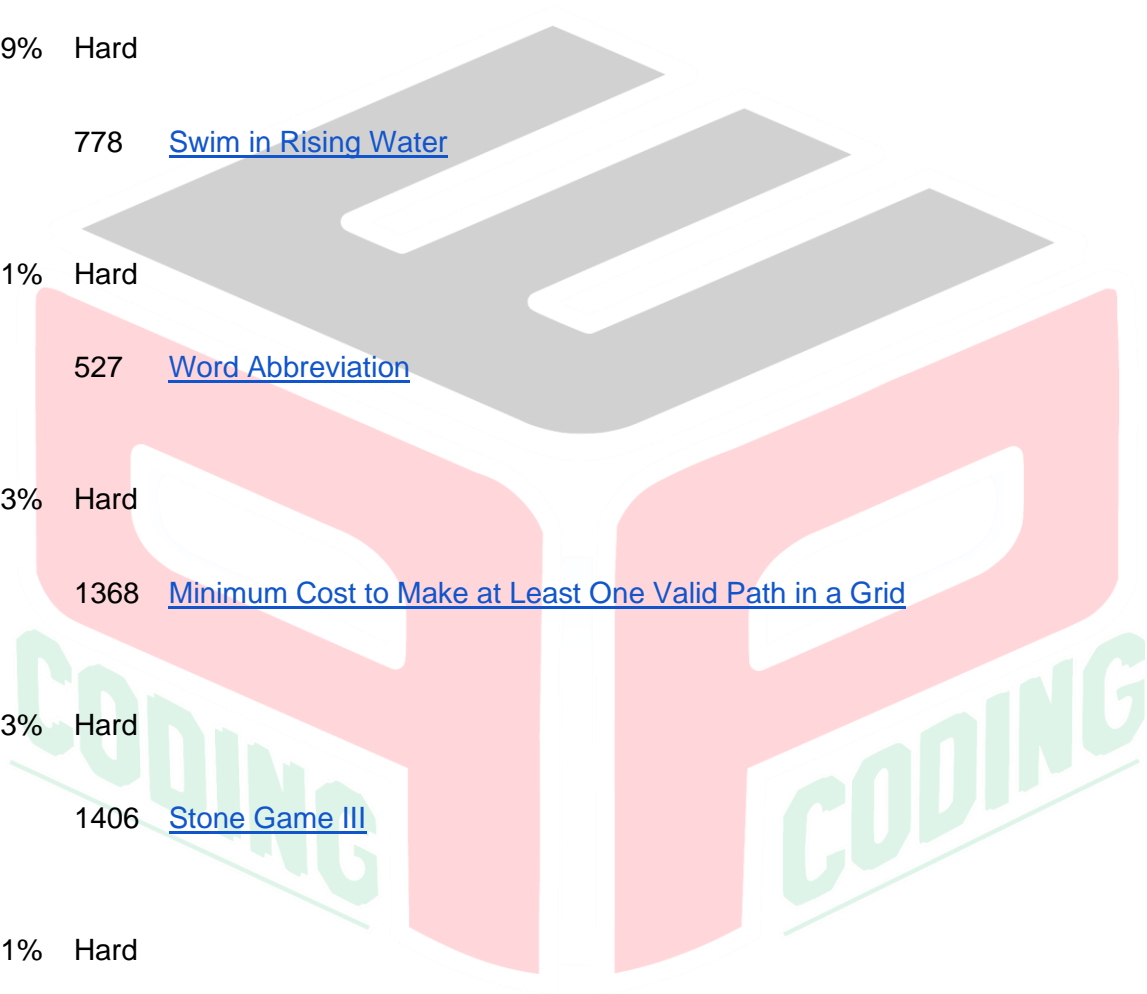 9% Hard
778 Swim in Rising Water
1% Hard
527 Word Abbreviation
3% Hard
1368 Minimum Cost to Make at Least One Valid Path in a Grid
3% Hard
CODING CODING
1406 Stone Game III
1% Hard